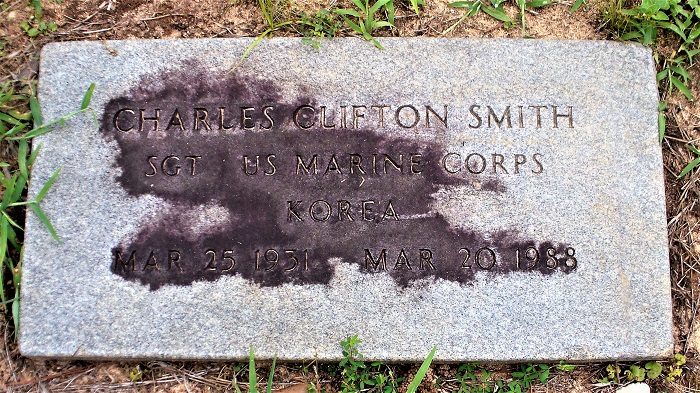 CHARLES CLIFTON SMITH
SGT US MARINE CORPS
KOREA
MAR 25 1931 MAR 20 1988